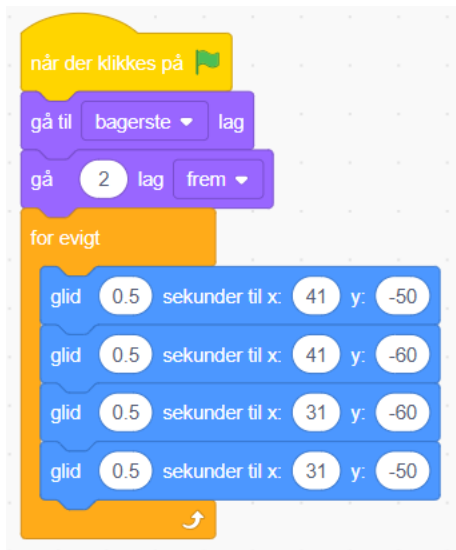 når der klikkes på
gå til bagerste lag
gå 2 lag frem
for evigt
glid 0.5 sekunder til x: 41 y: -50
glid 0.5 sekunder til x: 41 y: -60
glid 0.5 sekunder til x: 31 y: -60
glid 0.5 sekunder til x: 31 y: -50